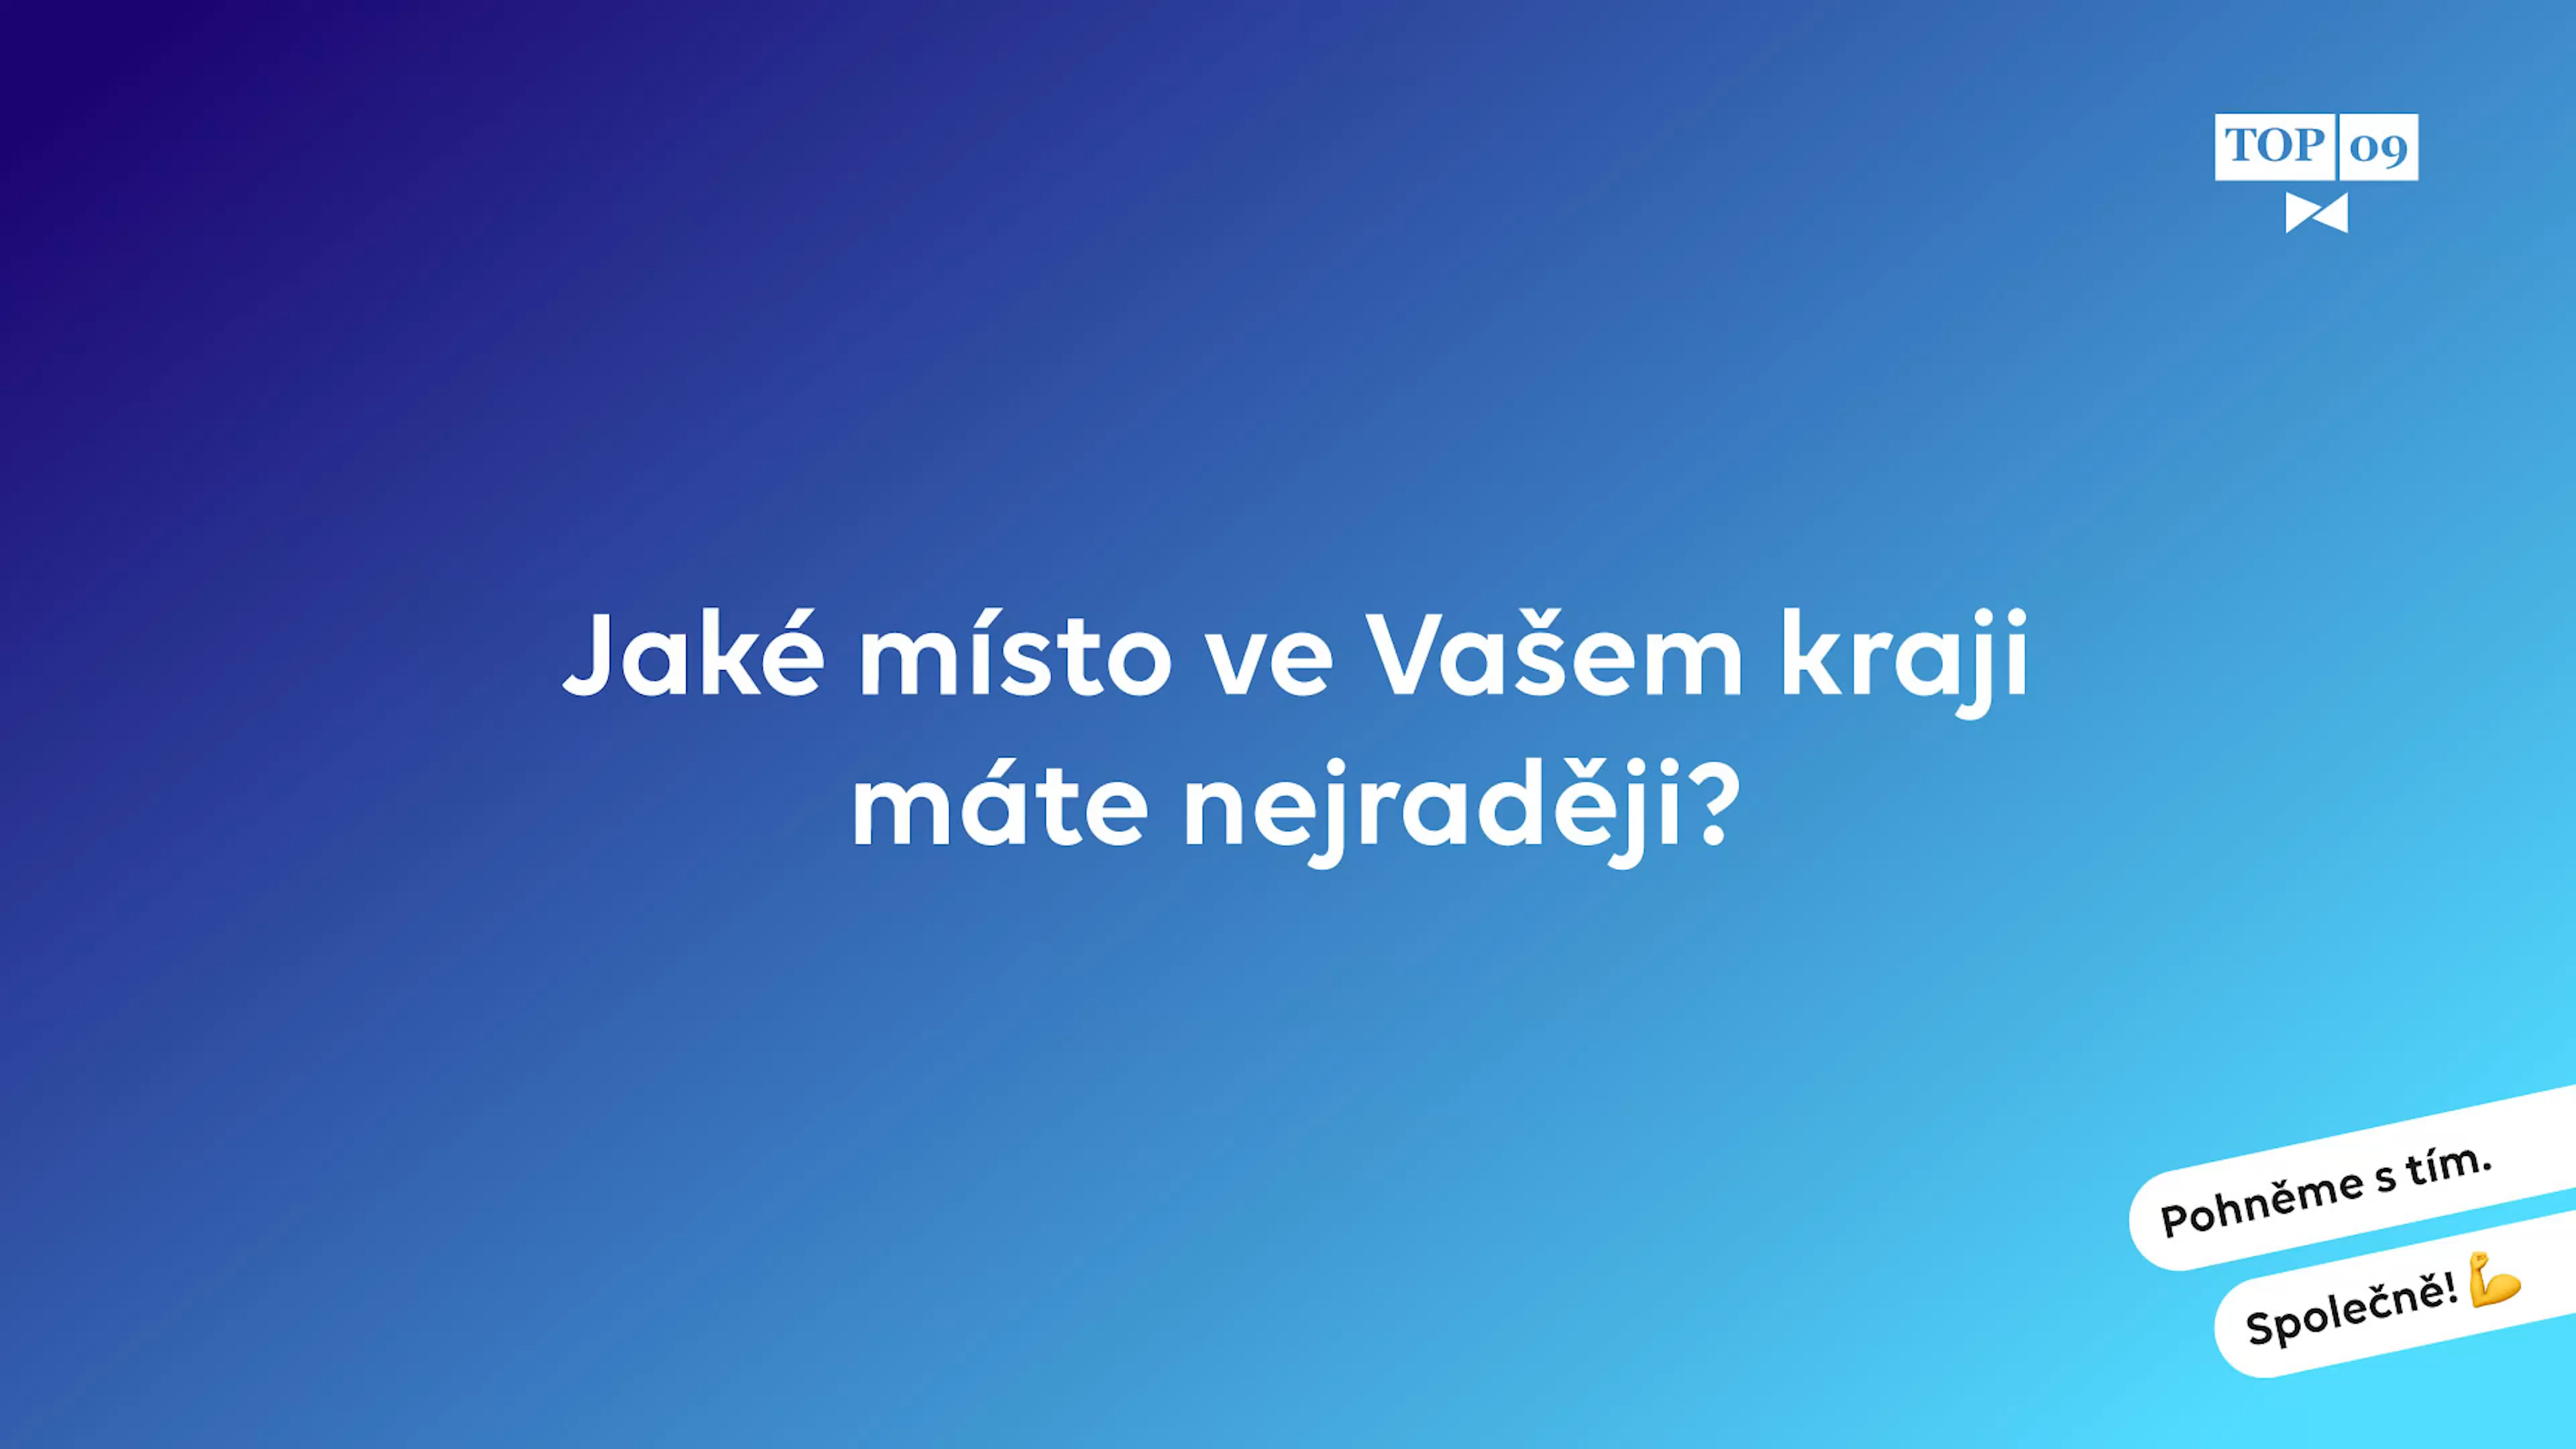 TOP 09
Jaké místo ve Vašem kraji
máte nejraději?
Pohněme s tím.
Společně! 💪